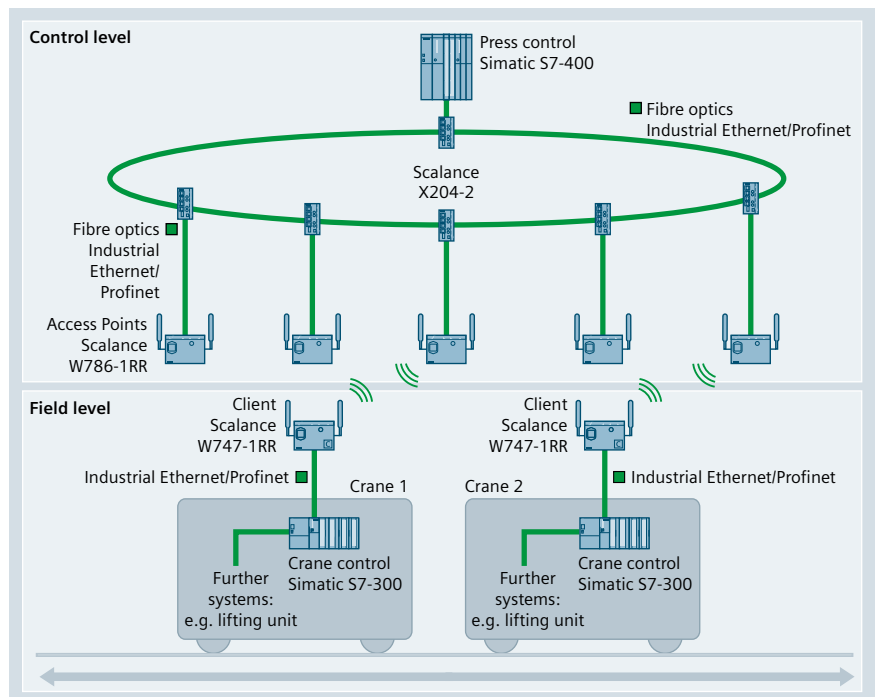 Control level
Press control
Simatic S7-400
Fibre optics
Industrial Ethernet/Profinet
Scalance
X204-2
Fibre optics
Industrial
Ethernet/
Profinet
Access Points
Scalance
W786-1RR
Field level
Client
Scalance
W747-1RR
Client
Scalance
W747-1RR
Industrial Ethernet/Profinet
Industrial Ethernet/Profinet
Crane 1
Crane 2
Crane control
Simatic S7-300
Further
systems:
e.g. lifting unit
Crane control
Simatic S7-300
Further
systems:
e.g. lifting unit